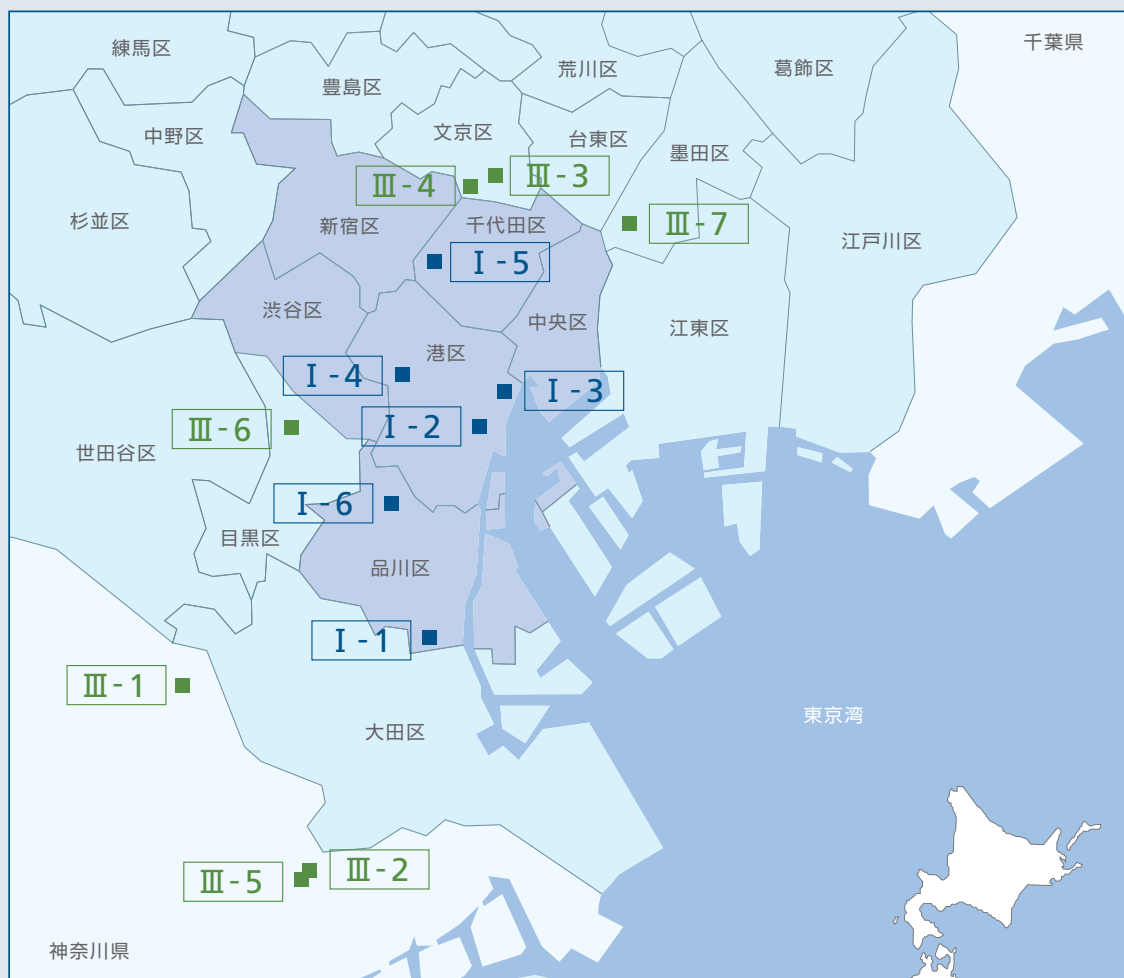 練馬区
千葉県
荒川区
葛飾区
豊島区
中野区
文京区
台東区
墨田区
Ⅲ-4
Ⅲ-3
杉並区
新宿区
千代田区
Ⅲ-7
江戸川区
Ⅰ-5
渋谷区
中央区
江東区
港区
Ⅰ-4
Ⅰ-3
Ⅲ-6
Ⅰ-2
世田谷区
Ⅰ-6
目黒区
品川区
Ⅰ-1
Ⅲ-1
東京湾
大田区
Ⅲ-5
Ⅲ-2
神奈川県